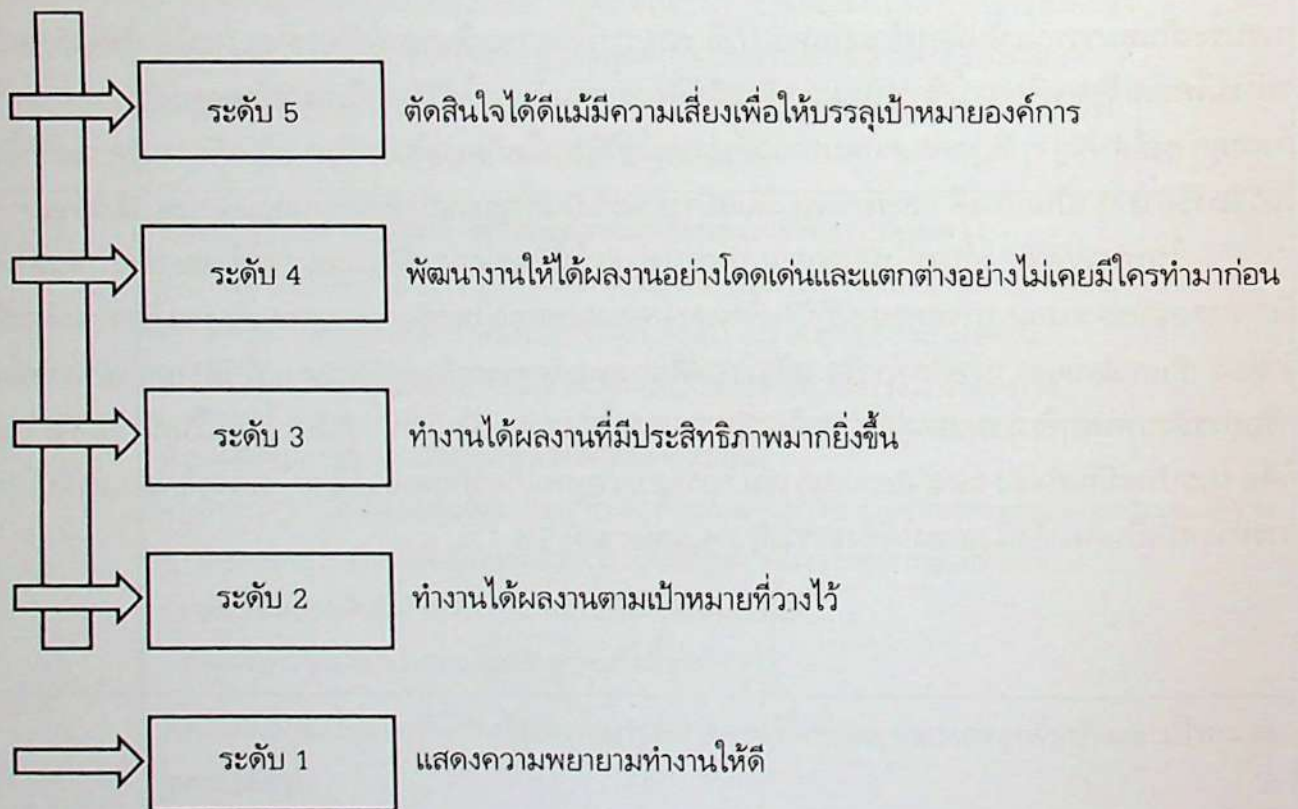 ระดับ 5 ตัดสินใจได้ดีแม้มีความเสี่ยงเพื่อให้บรรลุเป้าหมายองค์การ
ระดับ 4 พัฒนางานให้ได้ผลงานอย่างโดดเด่นและแตกต่างอย่างไม่เคยมีใครทำมาก่อน
ระดับ 3 ทำงานได้ผลงานที่มีประสิทธิภาพมากยิ่งขึ้น
ระดับ 2 ทำงานได้ผลงานตามเป้าหมายที่วางไว้
ระดับ 1 แสดงความพยายามทำงานให้ดี